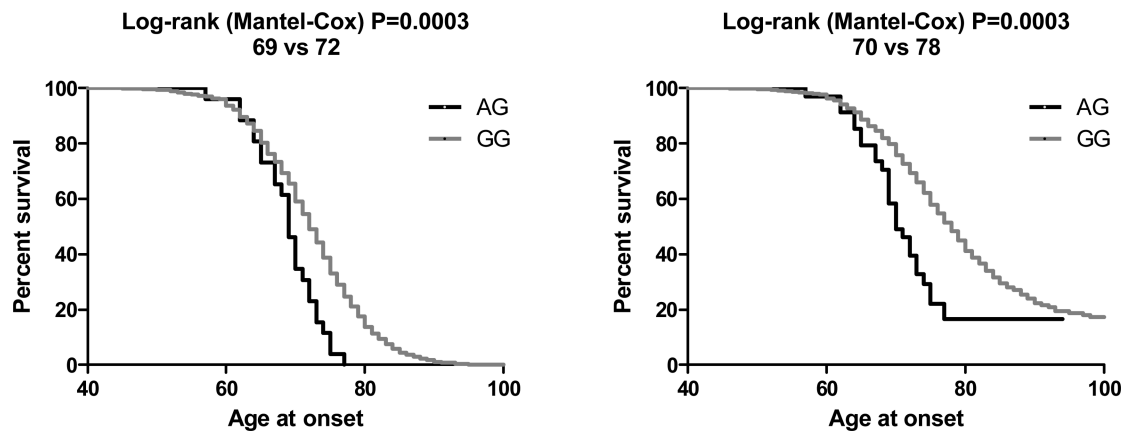 Log-rank (Mantel-Cox) P=0.0003
69 vs 72
100
80
60
40
20
0
Percent survival
40
60
80
100
Age at onset
AG
GG
Log-rank (Mantel-Cox) P=0.0003
70 vs 78
100
80
60
40
20
0
Percent survival
40
60
80
100
Age at onset
AG
GG